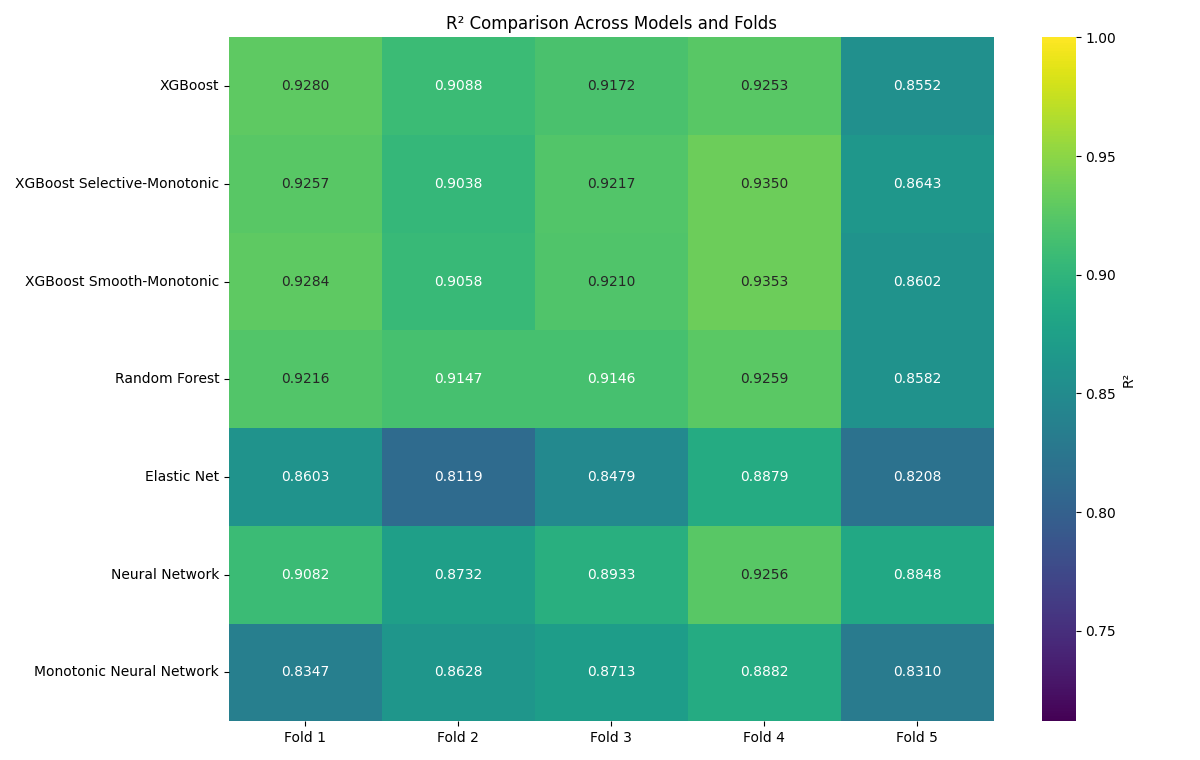 R² Comparison Across Models and Folds
XGBoost 0.9280 0.9088 0.9172 0.9253 0.8552
XGBoost Selective-Monotonic 0.9257 0.9038 0.9217 0.9350 0.8643
XGBoost Smooth-Monotonic 0.9284 0.9058 0.9210 0.9353 0.8602
Random Forest 0.9216 0.9147 0.9146 0.9259 0.8582
Elastic Net 0.8603 0.8119 0.8479 0.8879 0.8208
Neural Network 0.9082 0.8732 0.8933 0.9256 0.8848
Monotonic Neural Network 0.8347 0.8628 0.8713 0.8882 0.8310
Fold 1 Fold 2 Fold 3 Fold 4 Fold 5
1.00
0.95
0.90
0.85
0.80
0.75
R²